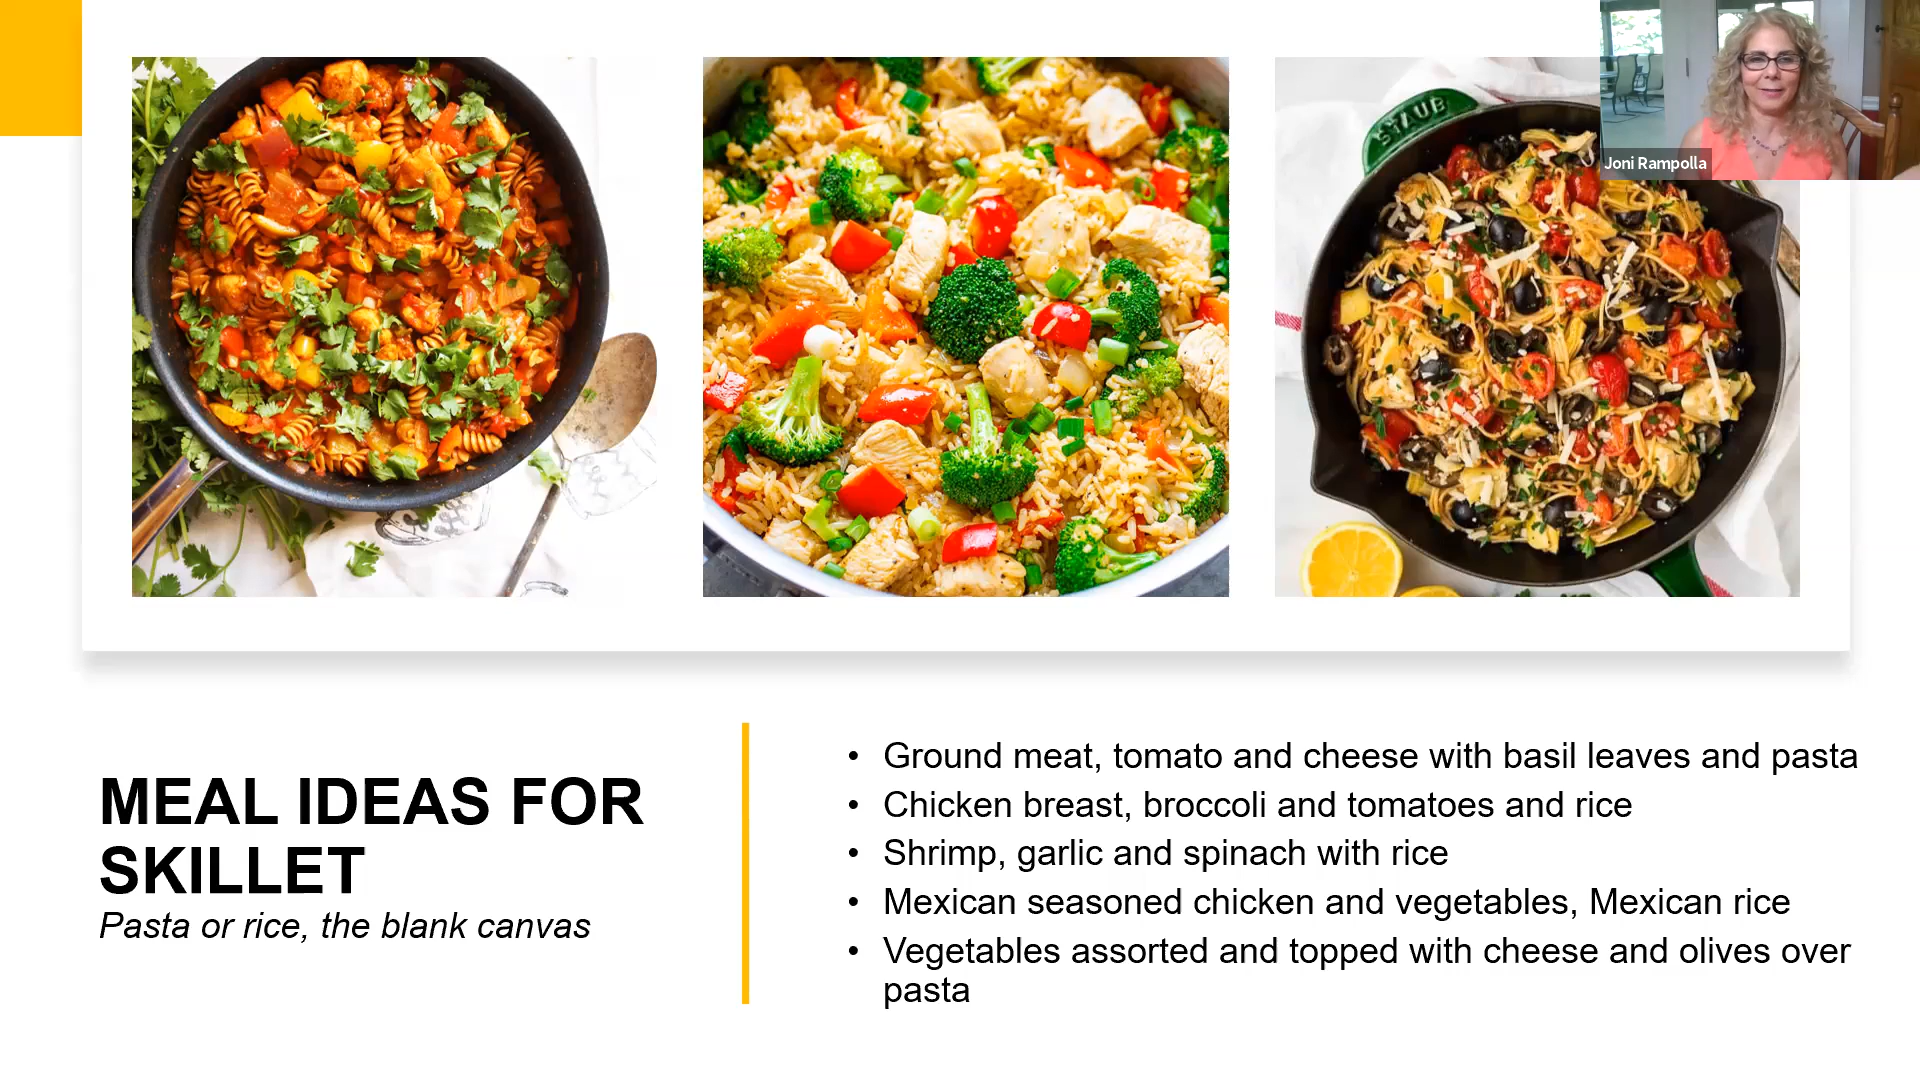 STAUB
Joni Rampolla
MEAL IDEAS FOR
SKILLET
Pasta or rice, the blank canvas
• Ground meat, tomato and cheese with basil leaves and pasta
• Chicken breast, broccoli and tomatoes and rice
• Shrimp, garlic and spinach with rice
• Mexican seasoned chicken and vegetables, Mexican rice
• Vegetables assorted and topped with cheese and olives over
pasta